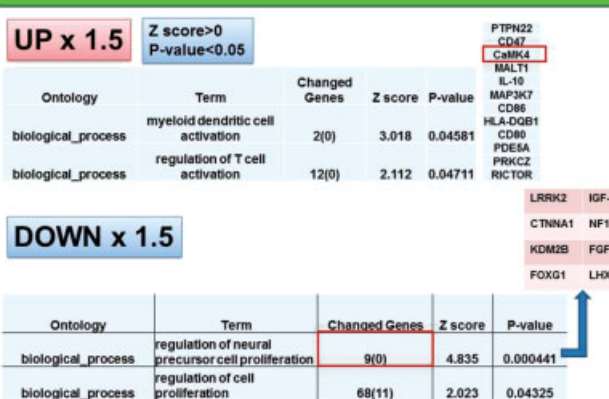 UP x 1.5
Z score>0
P-value<0.05
PTPN22
CD47
CaMK4
MALT1
IL-10
MAP3K7
CD86
HLA-DQB1
CD80
PDE5A
PRKCZ
RICTOR
Ontology Term Changed Genes Z score P-value
biological_process myeloid dendritic cell activation 2(0) 3.018 0.04581
biological_process regulation of T cell activation 12(0) 2.112 0.04711
DOWN x 1.5
LRRK2 IGF-
CTNNA1 NF1
KDM2B FGF
FOXG1 LHX
Ontology Term Changed Genes Z score P-value
biological_process regulation of neural precursor cell proliferation 9(0) 4.835 0.000441
biological_process regulation of cell proliferation 68(11) 2.023 0.04325